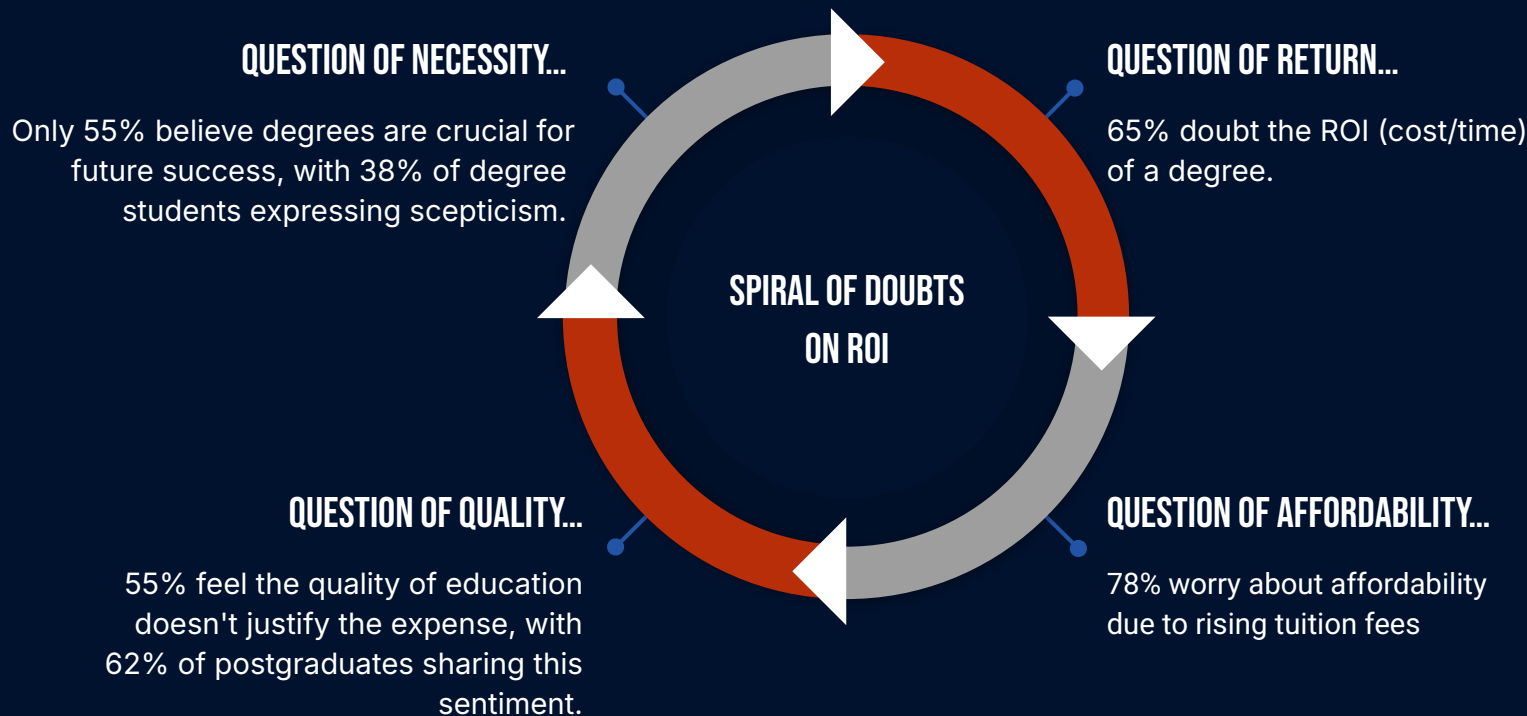 QUESTION OF NECESSITY...
Only 55% believe degrees are crucial for
future success, with 38% of degree
students expressing scepticism.
QUESTION OF RETURN...
65% doubt the ROI (cost/time)
of a degree.
SPIRAL OF DOUBTS
ON ROI
QUESTION OF QUALITY...
55% feel the quality of education
doesn't justify the expense, with
62% of postgraduates sharing this
sentiment.
QUESTION OF AFFORDABILITY...
78% worry about affordability
due to rising tuition fees